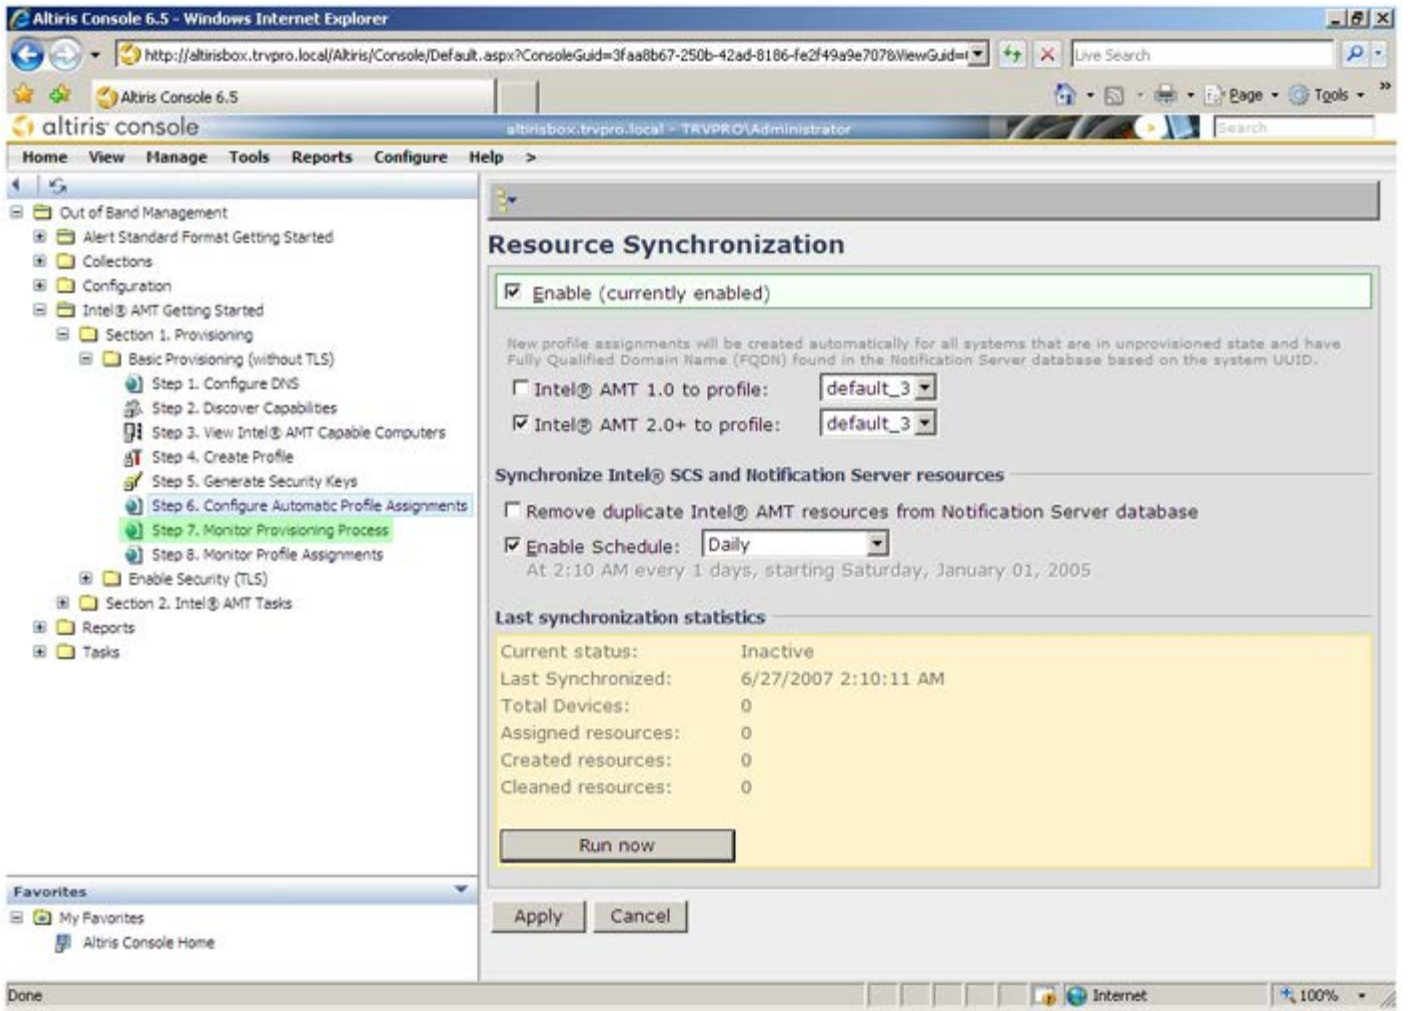 Altiris Console 6.5 - Windows Internet Explorer
http://altirisbox.trvpro.local/Altiris/Console/Default.aspx?ConsoleGuid=3faa8b67-250b-42ad-8186-fe2f49a9e707&ViewGuid=
Live Search
Altiris Console 6.5
Page
Tools
altiris console
altirisbox.trvpro.local - TRVPRO\Administrator
Search
Home View Manage Tools Reports Configure Help >
Out of Band Management
Alert Standard Format Getting Started
Collections
Configuration
Intel® AMT Getting Started
Section 1. Provisioning
Basic Provisioning (without TLS)
Step 1. Configure DNS
Step 2. Discover Capabilities
Step 3. View Intel® AMT Capable Computers
Step 4. Create Profile
Step 5. Generate Security Keys
Step 6. Configure Automatic Profile Assignments
Step 7. Monitor Provisioning Process
Step 8. Monitor Profile Assignments
Enable Security (TLS)
Section 2. Intel® AMT Tasks
Reports
Tasks
Favorites
My Favorites
Altiris Console Home
Resource Synchronization
Enable (currently enabled)
New profile assignments will be created automatically for all systems that are in unprovisioned state and have
Fully Qualified Domain Name (FQDN) found in the Notification Server database based on the system UUID.
Intel® AMT 1.0 to profile: default_3
Intel® AMT 2.0+ to profile: default_3
Synchronize Intel® SCS and Notification Server resources
Remove duplicate Intel® AMT resources from Notification Server database
Enable Schedule: Daily
At 2:10 AM every 1 days, starting Saturday, January 01, 2005
Last synchronization statistics
Current status: Inactive
Last Synchronized: 6/27/2007 2:10:11 AM
Total Devices: 0
Assigned resources: 0
Created resources: 0
Cleaned resources: 0
Run now
Apply Cancel
Done
Internet
100%